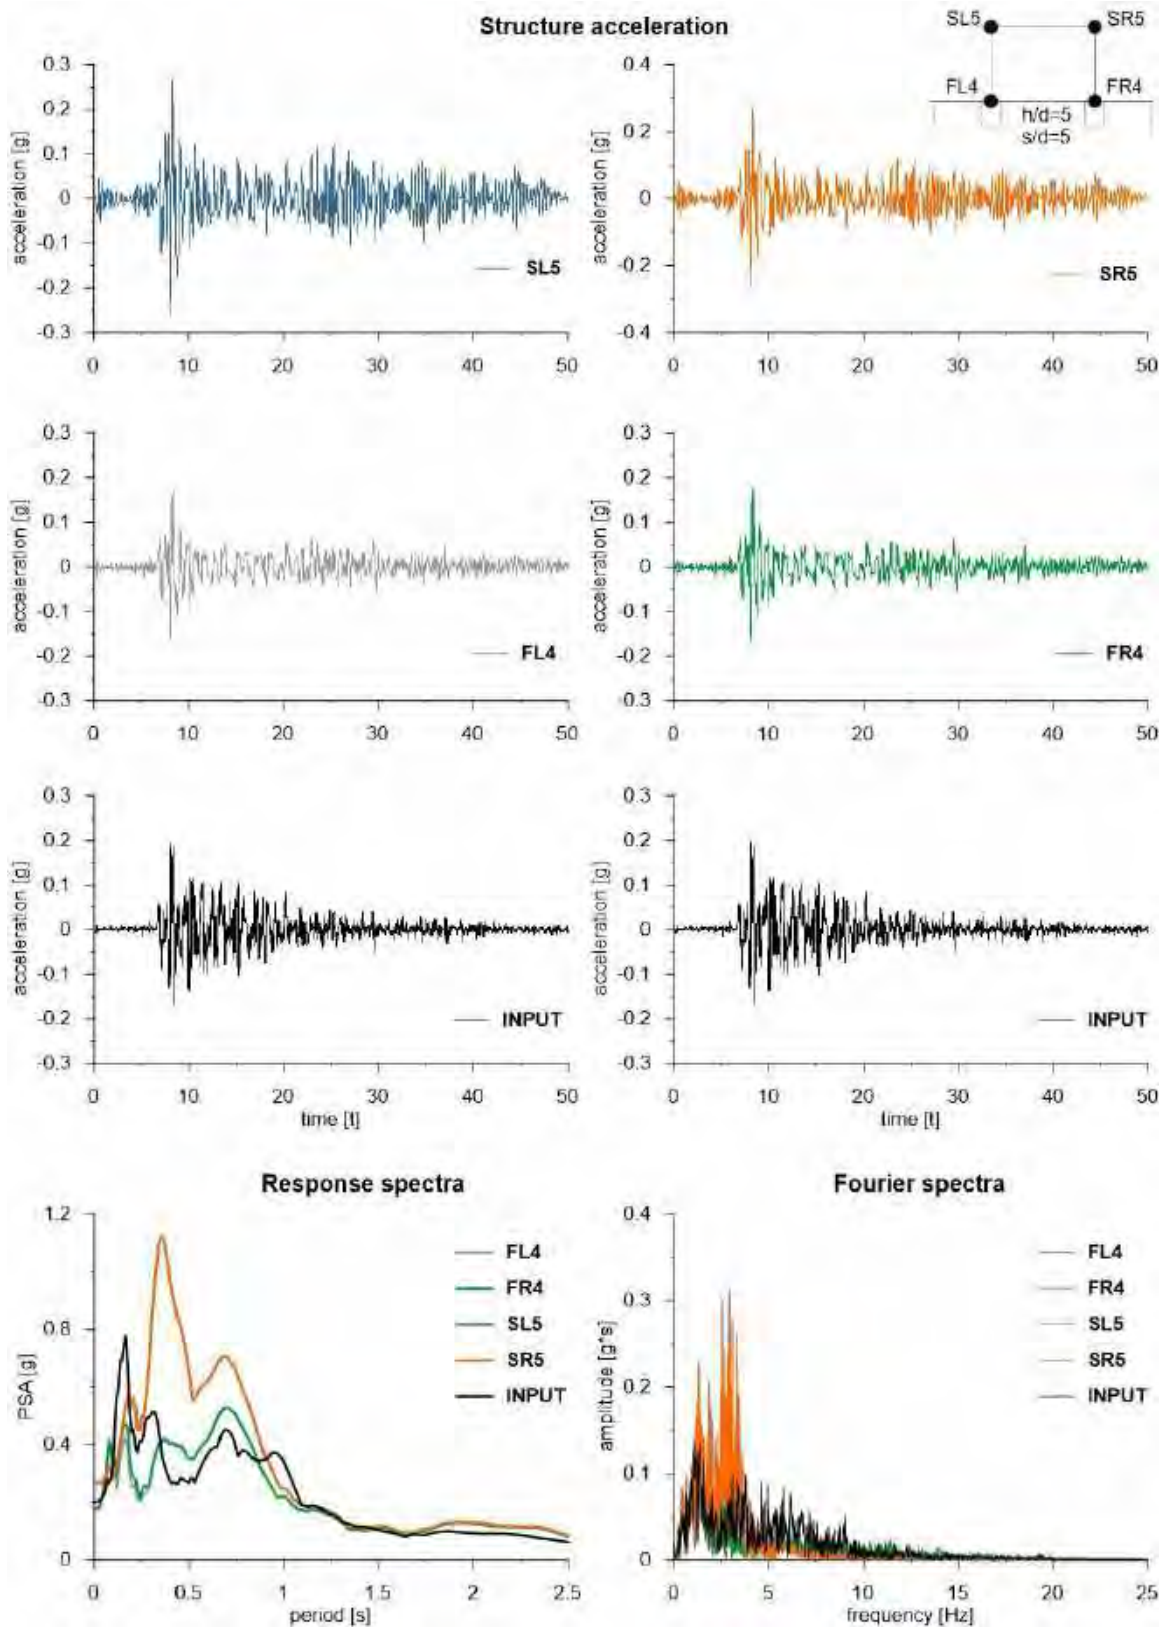 Structure acceleration
SL5 SR5
FL4 FR4
h/d=5
s/d=5
0.3
0.2
0.1
0
-0.1
-0.2
-0.3
acceleration [g]
SL5
0 10 20 30 40 50
0.4
0.2
0
-0.2
-0.4
acceleration [g]
SR5
0 10 20 30 40 50
0.3
0.2
0.1
0
-0.1
-0.2
-0.3
acceleration [g]
FL4
0 10 20 30 40 50
0.3
0.2
0.1
0
-0.1
-0.2
-0.3
acceleration [g]
FR4
0 10 20 30 40 50
0.3
0.2
0.1
0
-0.1
-0.2
-0.3
acceleration [g]
INPUT
0 10 20 30 40 50
time [t]
0.3
0.2
0.1
0
-0.1
-0.2
-0.3
acceleration [g]
INPUT
0 10 20 30 40 50
time [t]
Response spectra
1.2
0.8
0.4
0
PSA [g]
FL4
FR4
SL5
SR5
INPUT
0 0.5 1 1.5 2 2.5
period [s]
Fourier spectra
0.4
0.3
0.2
0.1
0
amplitude [g*s]
FL4
FR4
SL5
SR5
INPUT
0 5 10 15 20 25
frequency [Hz]